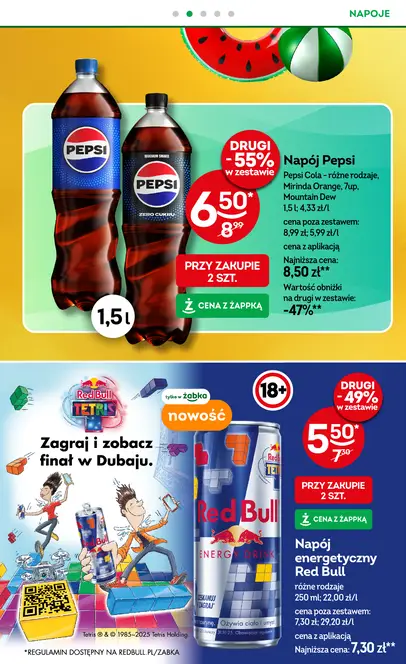 NAPOJE
DRUGI
-55%
w zestawie
Napój Pepsi
Pepsi Cola - różne rodzaje,
Mirinda Orange, 7up,
Mountain Dew
1,5 l; 4,33 zł/l
cena poza zestawem:
8,99 zł; 5,99 zł/l
cena z aplikacją
Najniższa cena:
8,50 zł**
Wartość obniżki
na drugi w zestawie:
-47%**
6,50*
8,99
PRZY ZAKUPIE
2 SZT.
CENA Z ŻAPPKĄ
PEPSI
PEPSI
ZERO CUKRU
1,5 l
Red Bull
TETRIS
Zagraj i zobacz
finał w Dubaju.
tylko w żabka
nowość
18+
DRUGI
-49%
w zestawie
5,50*
7,30
PRZY ZAKUPIE
2 SZT.
CENA Z ŻAPPKĄ
Red Bull
ENERGY DRINK
Ożywia ciało i umysł
Napój
energetyczny
Red Bull
różne rodzaje
250 ml; 22,00 zł/l
cena poza zestawem:
7,30 zł; 29,20 zł/l
cena z aplikacją
Najniższa cena: 7,30 zł**
Tetris ® & © 1985-2025 Tetris Holding.
*REGULAMIN DOSTĘPNY NA REDBULL.PL/ZABKA